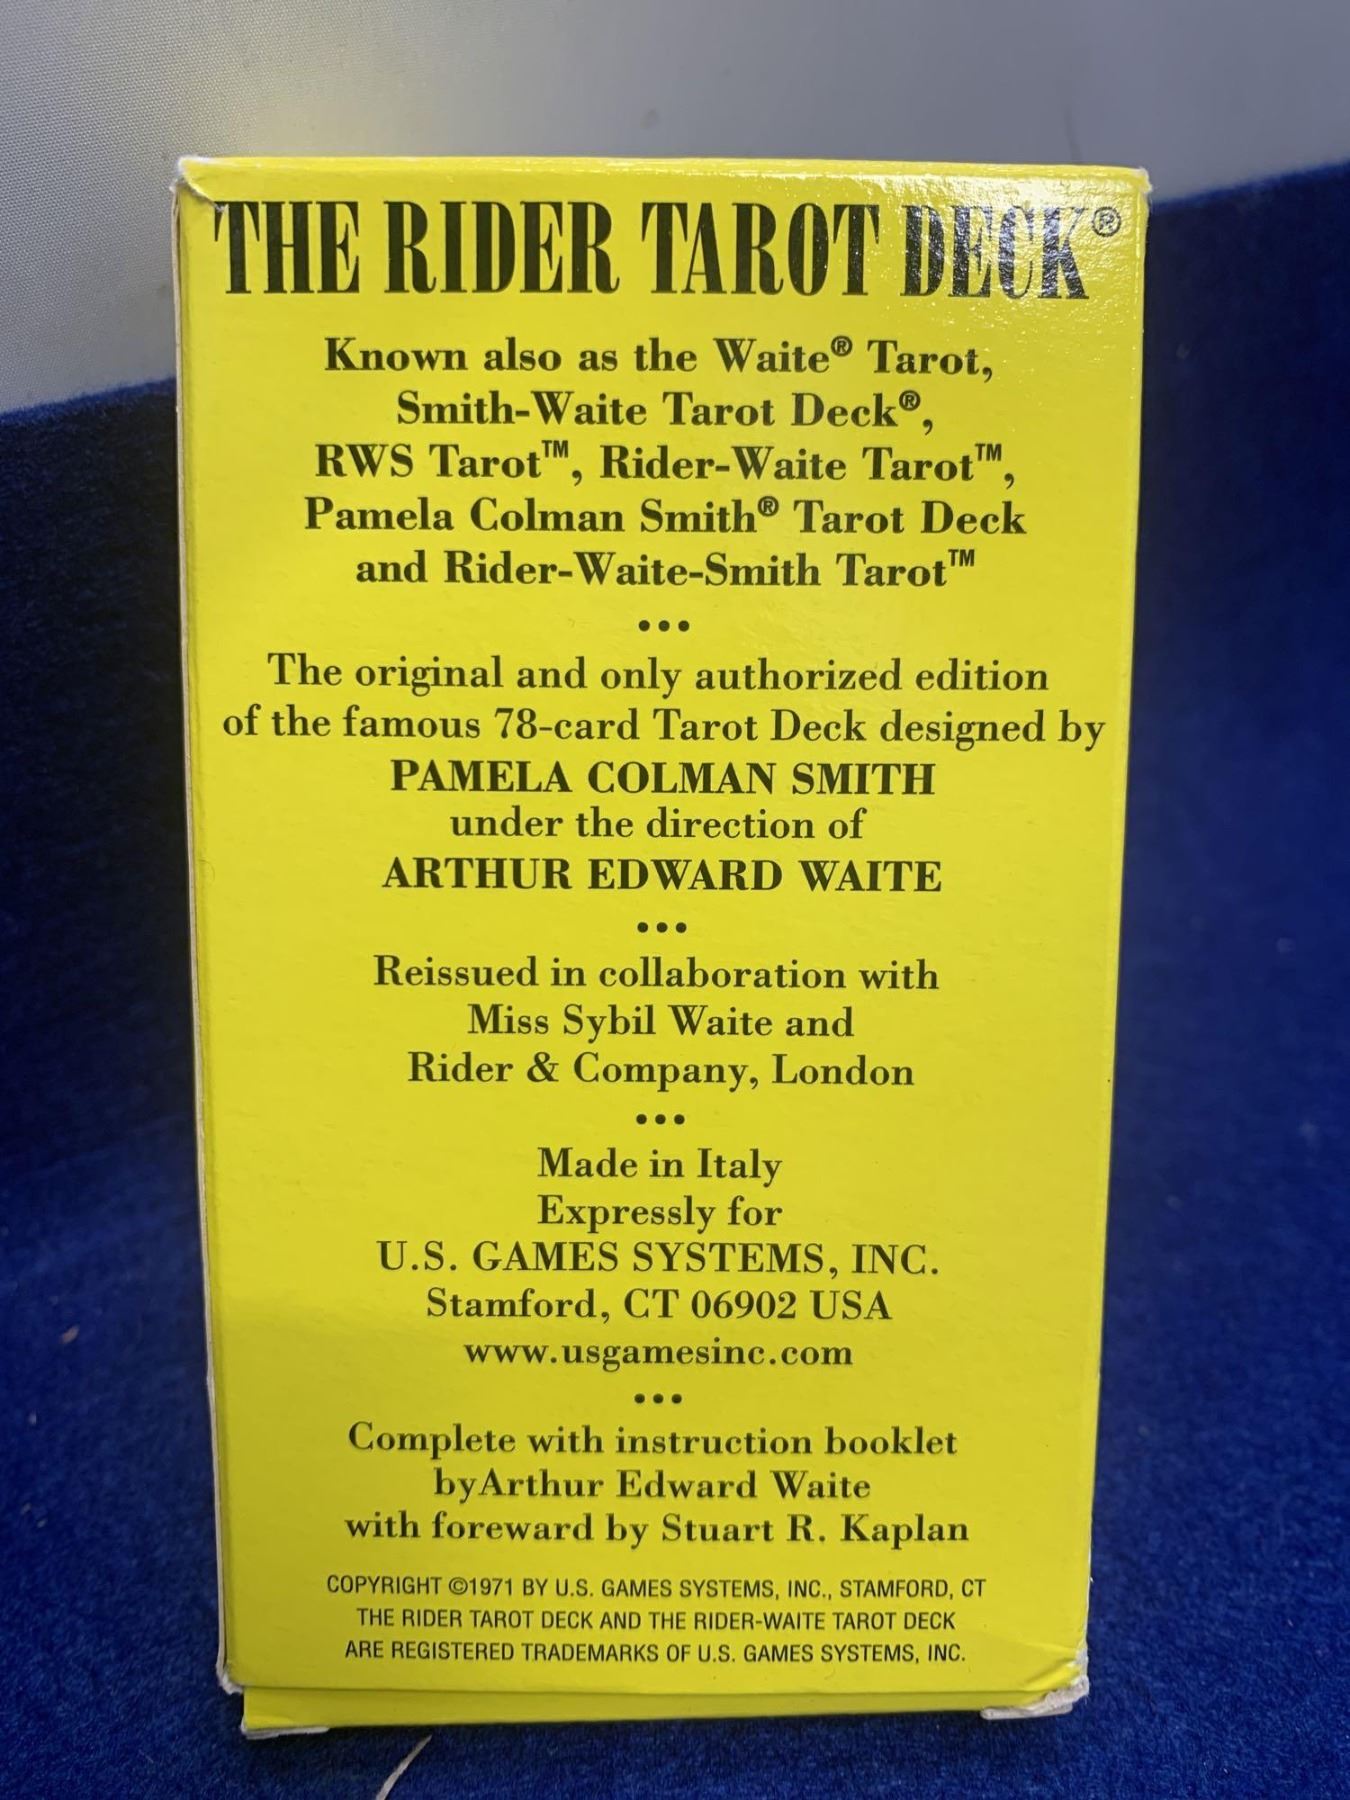 THE RIDER TAROT DECK®
Known also as the Waite® Tarot,
Smith-Waite Tarot Deck®,
RWS Tarot™, Rider-Waite Tarot™,
Pamela Colman Smith® Tarot Deck
and Rider-Waite-Smith Tarot™
•••
The original and only authorized edition
of the famous 78-card Tarot Deck designed by
PAMELA COLMAN SMITH
under the direction of
ARTHUR EDWARD WAITE
•••
Reissued in collaboration with
Miss Sybil Waite and
Rider & Company, London
•••
Made in Italy
Expressly for
U.S. GAMES SYSTEMS, INC.
Stamford, CT 06902 USA
www.usgamesinc.com
•••
Complete with instruction booklet
byArthur Edward Waite
with foreward by Stuart R. Kaplan
COPYRIGHT ©1971 BY U.S. GAMES SYSTEMS, INC., STAMFORD, CT
THE RIDER TAROT DECK AND THE RIDER-WAITE TAROT DECK
ARE REGISTERED TRADEMARKS OF U.S. GAMES SYSTEMS, INC.